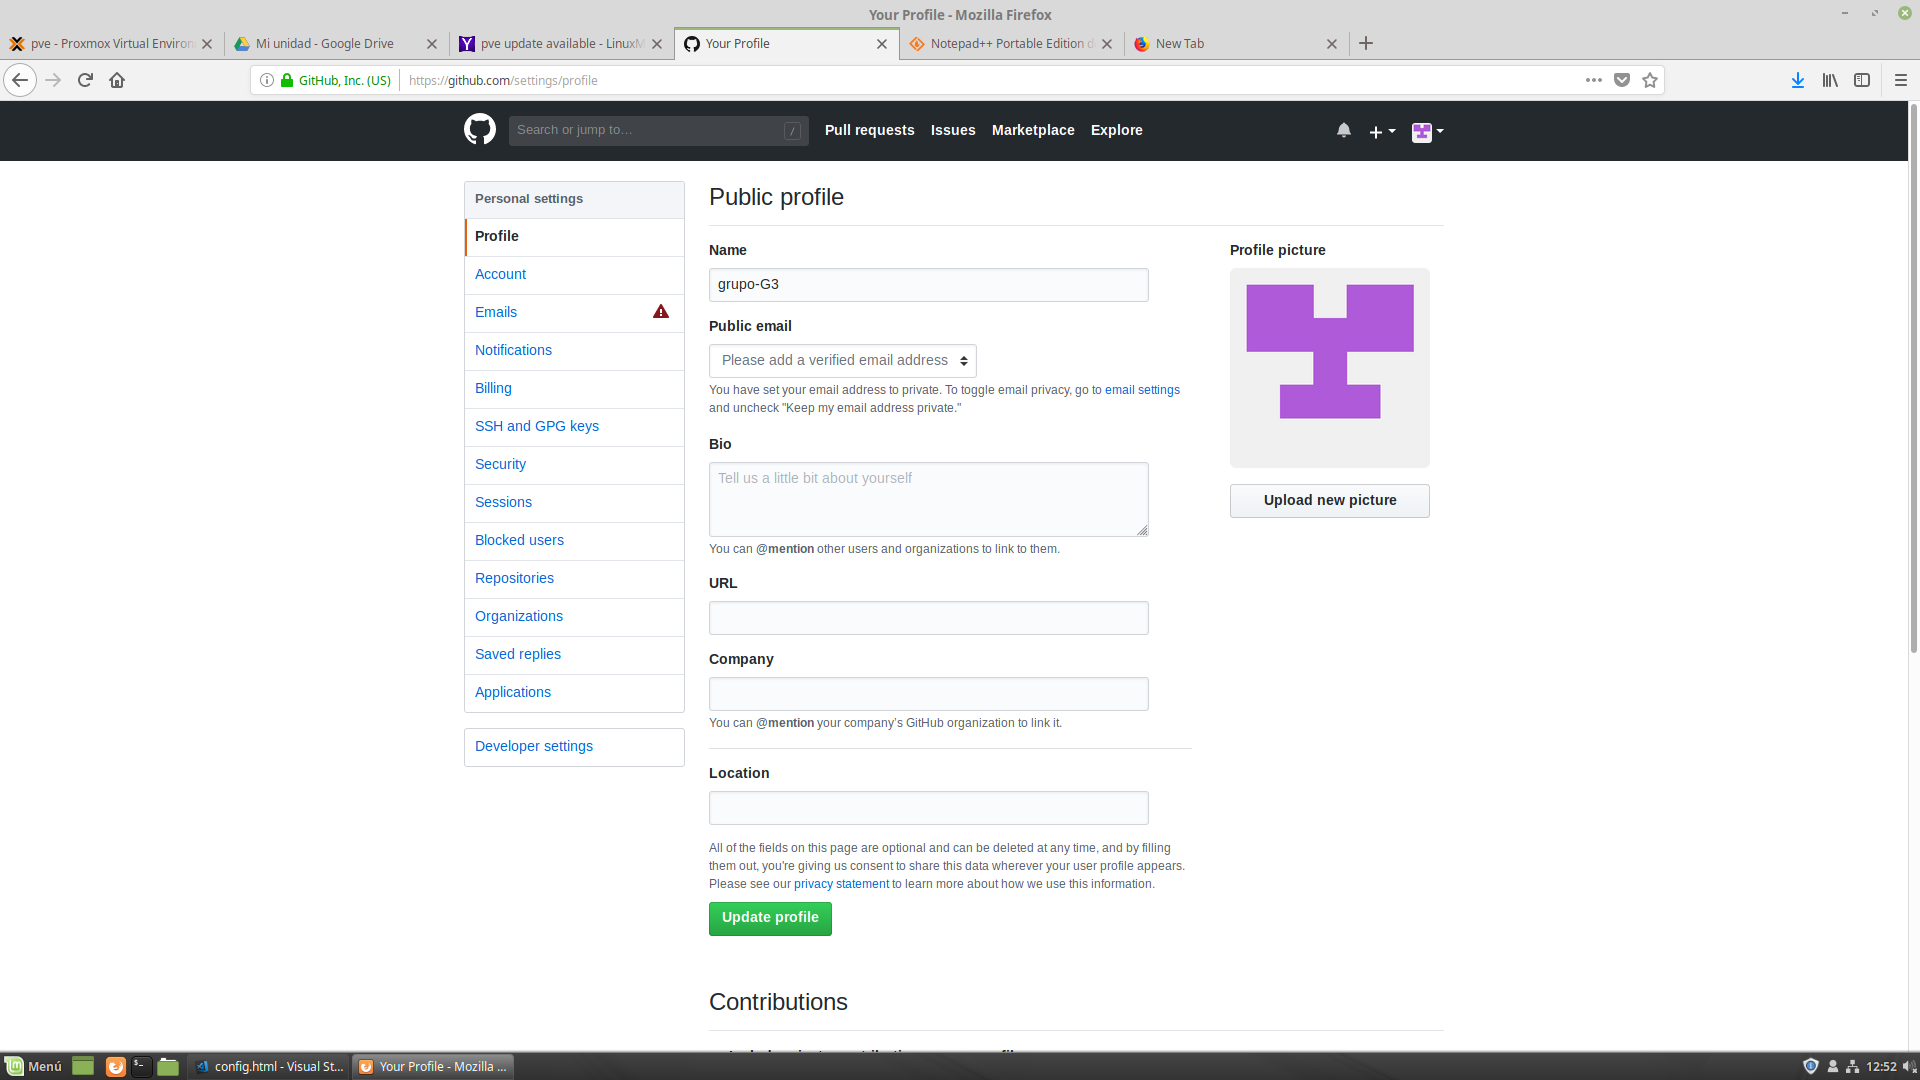 Your Profile - Mozilla Firefox
pve - Proxmox Virtual Environ
Mi unidad - Google Drive
pve update available - LinuxM
Your Profile
Notepad++ Portable Edition d
New Tab
GitHub, Inc. (US)
https://github.com/settings/profile
Search or jump to…
/
Pull requests
Issues
Marketplace
Explore
Personal settings
Profile
Account
Emails
Notifications
Billing
SSH and GPG keys
Security
Sessions
Blocked users
Repositories
Organizations
Saved replies
Applications
Developer settings
Public profile
Name
grupo-G3
Public email
Please add a verified email address
You have set your email address to private. To toggle email privacy, go to email settings
and uncheck "Keep my email address private."
Bio
Tell us a little bit about yourself
You can @mention other users and organizations to link to them.
URL
Company
You can @mention your company's GitHub organization to link it.
Location
All of the fields on this page are optional and can be deleted at any time, and by filling
them out, you're giving us consent to share this data wherever your user profile appears.
Please see our privacy statement to learn more about how we use this information.
Update profile
Profile picture
Upload new picture
Contributions
Menú
config.html - Visual St...
Your Profile - Mozilla ...
12:52